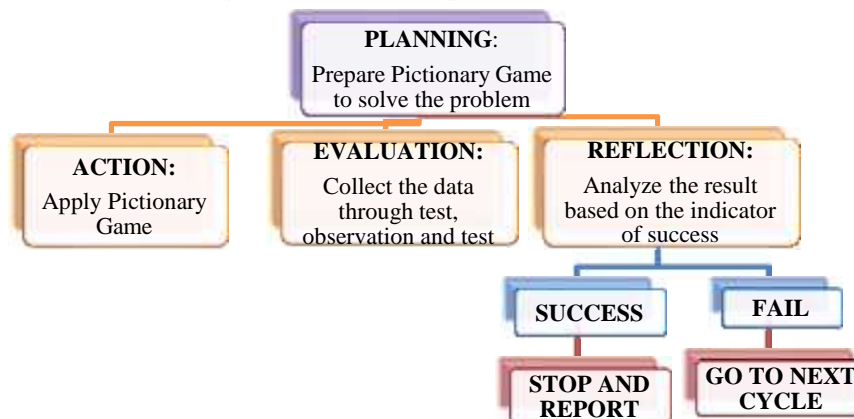 PLANNING:
Prepare Pictionary Game
to solve the problem
ACTION:
Apply Pictionary
Game
EVALUATION:
Collect the data
through test,
observation and test
REFLECTION:
Analyze the result
based on the indicator
of success
SUCCESS
FAIL
STOP AND
REPORT
GO TO NEXT
CYCLE